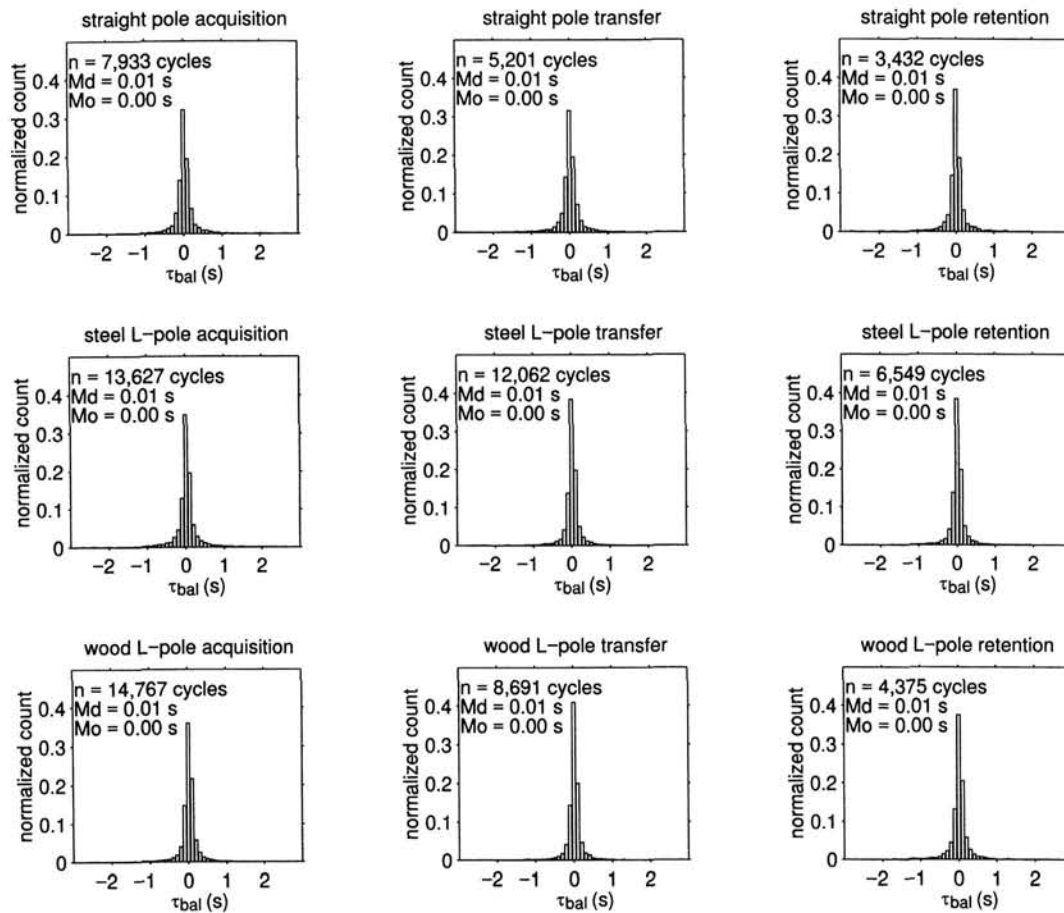 straight pole acquisition
n = 7,933 cycles
Md = 0.01 s
Mo = 0.00 s
normalized count
0.4
0.3
0.2
0.1
0
−2 −1 0 1 2
τbal (s)
straight pole transfer
n = 5,201 cycles
Md = 0.01 s
Mo = 0.00 s
normalized count
0.4
0.3
0.2
0.1
0
−2 −1 0 1 2
τbal (s)
straight pole retention
n = 3,432 cycles
Md = 0.01 s
Mo = 0.00 s
normalized count
0.4
0.3
0.2
0.1
0
−2 −1 0 1 2
τbal (s)
steel L−pole acquisition
n = 13,627 cycles
Md = 0.01 s
Mo = 0.00 s
normalized count
0.4
0.3
0.2
0.1
0
−2 −1 0 1 2
τbal (s)
steel L−pole transfer
n = 12,062 cycles
Md = 0.01 s
Mo = 0.00 s
normalized count
0.4
0.3
0.2
0.1
0
−2 −1 0 1 2
τbal (s)
steel L−pole retention
n = 6,549 cycles
Md = 0.01 s
Mo = 0.00 s
normalized count
0.4
0.3
0.2
0.1
0
−2 −1 0 1 2
τbal (s)
wood L−pole acquisition
n = 14,767 cycles
Md = 0.01 s
Mo = 0.00 s
normalized count
0.4
0.3
0.2
0.1
0
−2 −1 0 1 2
τbal (s)
wood L−pole transfer
n = 8,691 cycles
Md = 0.01 s
Mo = 0.00 s
normalized count
0.4
0.3
0.2
0.1
0
−2 −1 0 1 2
τbal (s)
wood L−pole retention
n = 4,375 cycles
Md = 0.01 s
Mo = 0.00 s
normalized count
0.4
0.3
0.2
0.1
0
−2 −1 0 1 2
τbal (s)